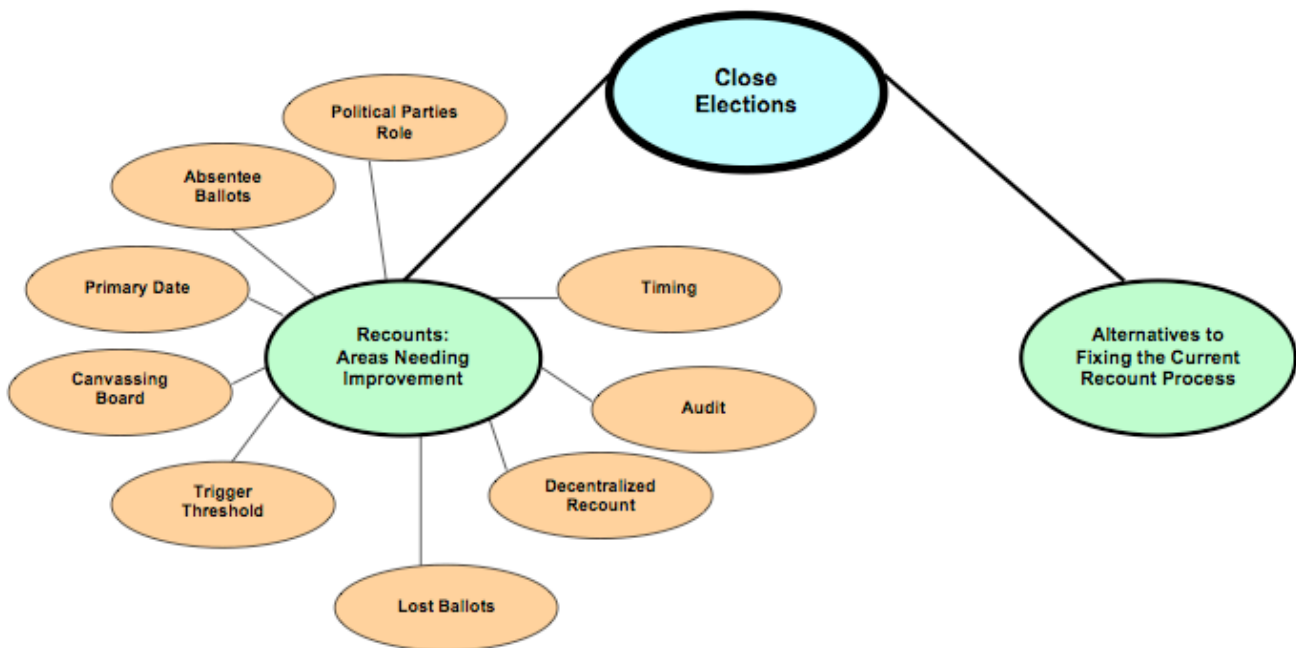 Close
Elections
Political Parties
Role
Absentee
Ballots
Primary Date
Timing
Recounts:
Areas Needing
Improvement
Alternatives to
Fixing the Current
Recount Process
Canvassing
Board
Audit
Trigger
Threshold
Decentralized
Recount
Lost Ballots